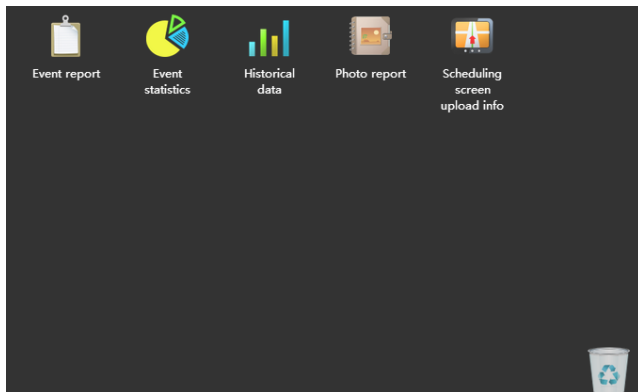 Event report
Event
statistics
Historical
data
Photo report
Scheduling
screen
upload info